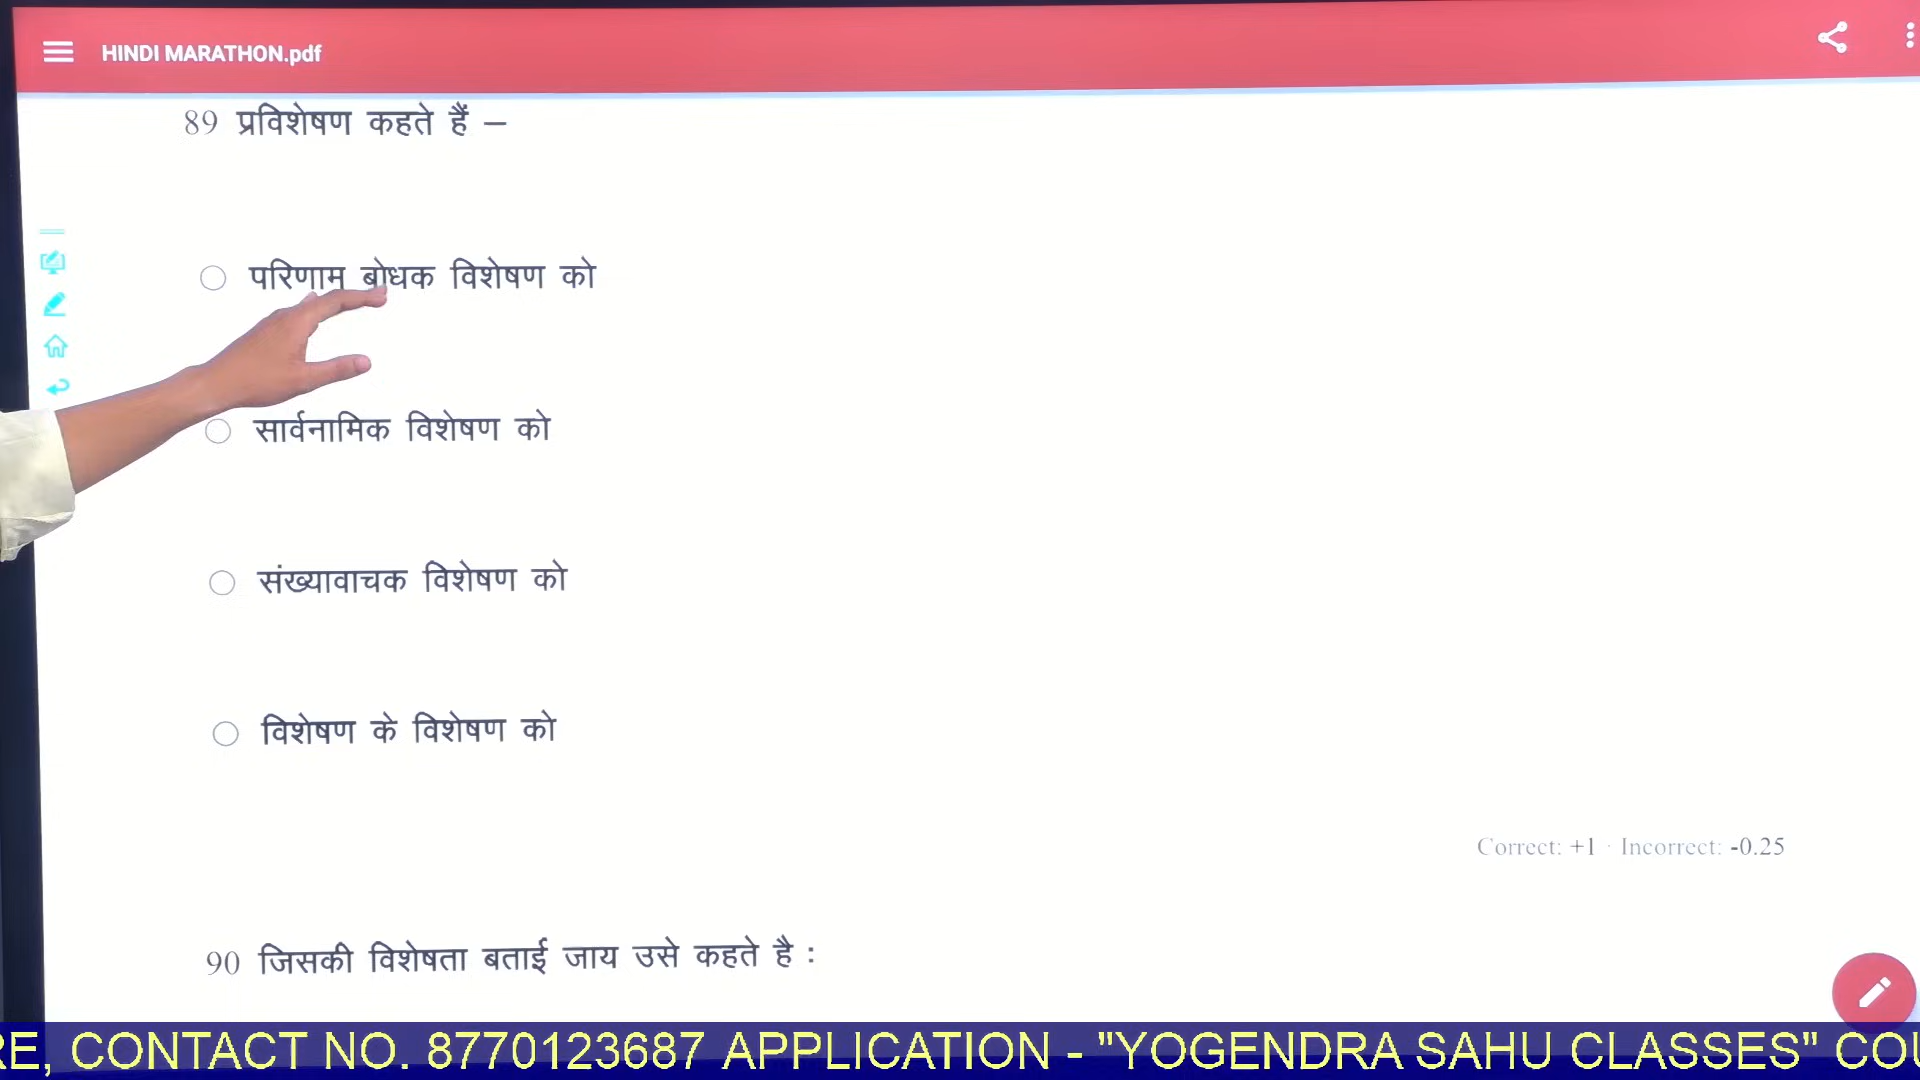 HINDI MARATHON.pdf
89 प्रविशेषण कहते हैं –
परिणाम बोधक विशेषण को
सार्वनामिक विशेषण को
संख्यावाचक विशेषण को
विशेषण के विशेषण को
Correct: +1 · Incorrect: -0.25
90 जिसकी विशेषता बताई जाय उसे कहते है :
RE, CONTACT NO. 8770123687 APPLICATION - "YOGENDRA SAHU CLASSES" COU